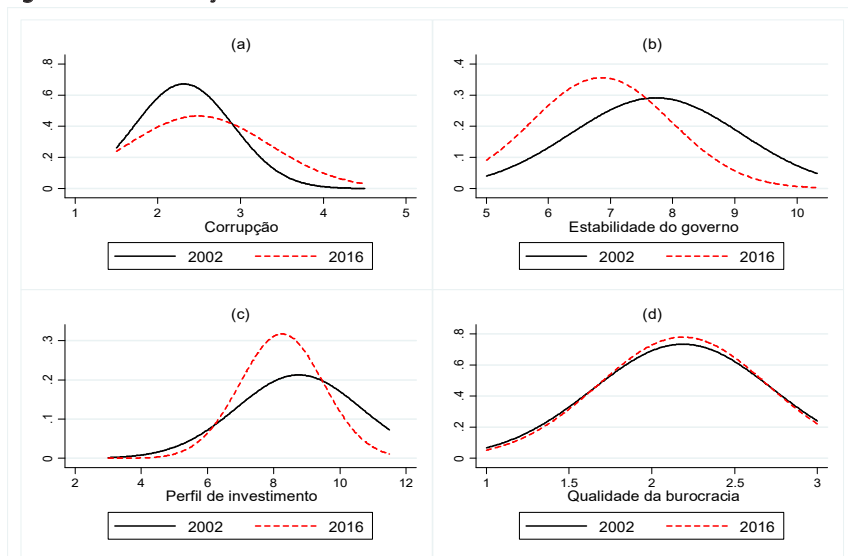 (a)
.8
.6
.4
.2
0
1 2 3 4 5
Corrupção
2002 2016
(b)
.4
.3
.2
.1
0
5 6 7 8 9 10
Estabilidade do governo
2002 2016
(c)
.3
.2
.1
0
2 4 6 8 10 12
Perfil de investimento
2002 2016
(d)
.8
.6
.4
.2
0
1 1.5 2 2.5 3
Qualidade da burocracia
2002 2016